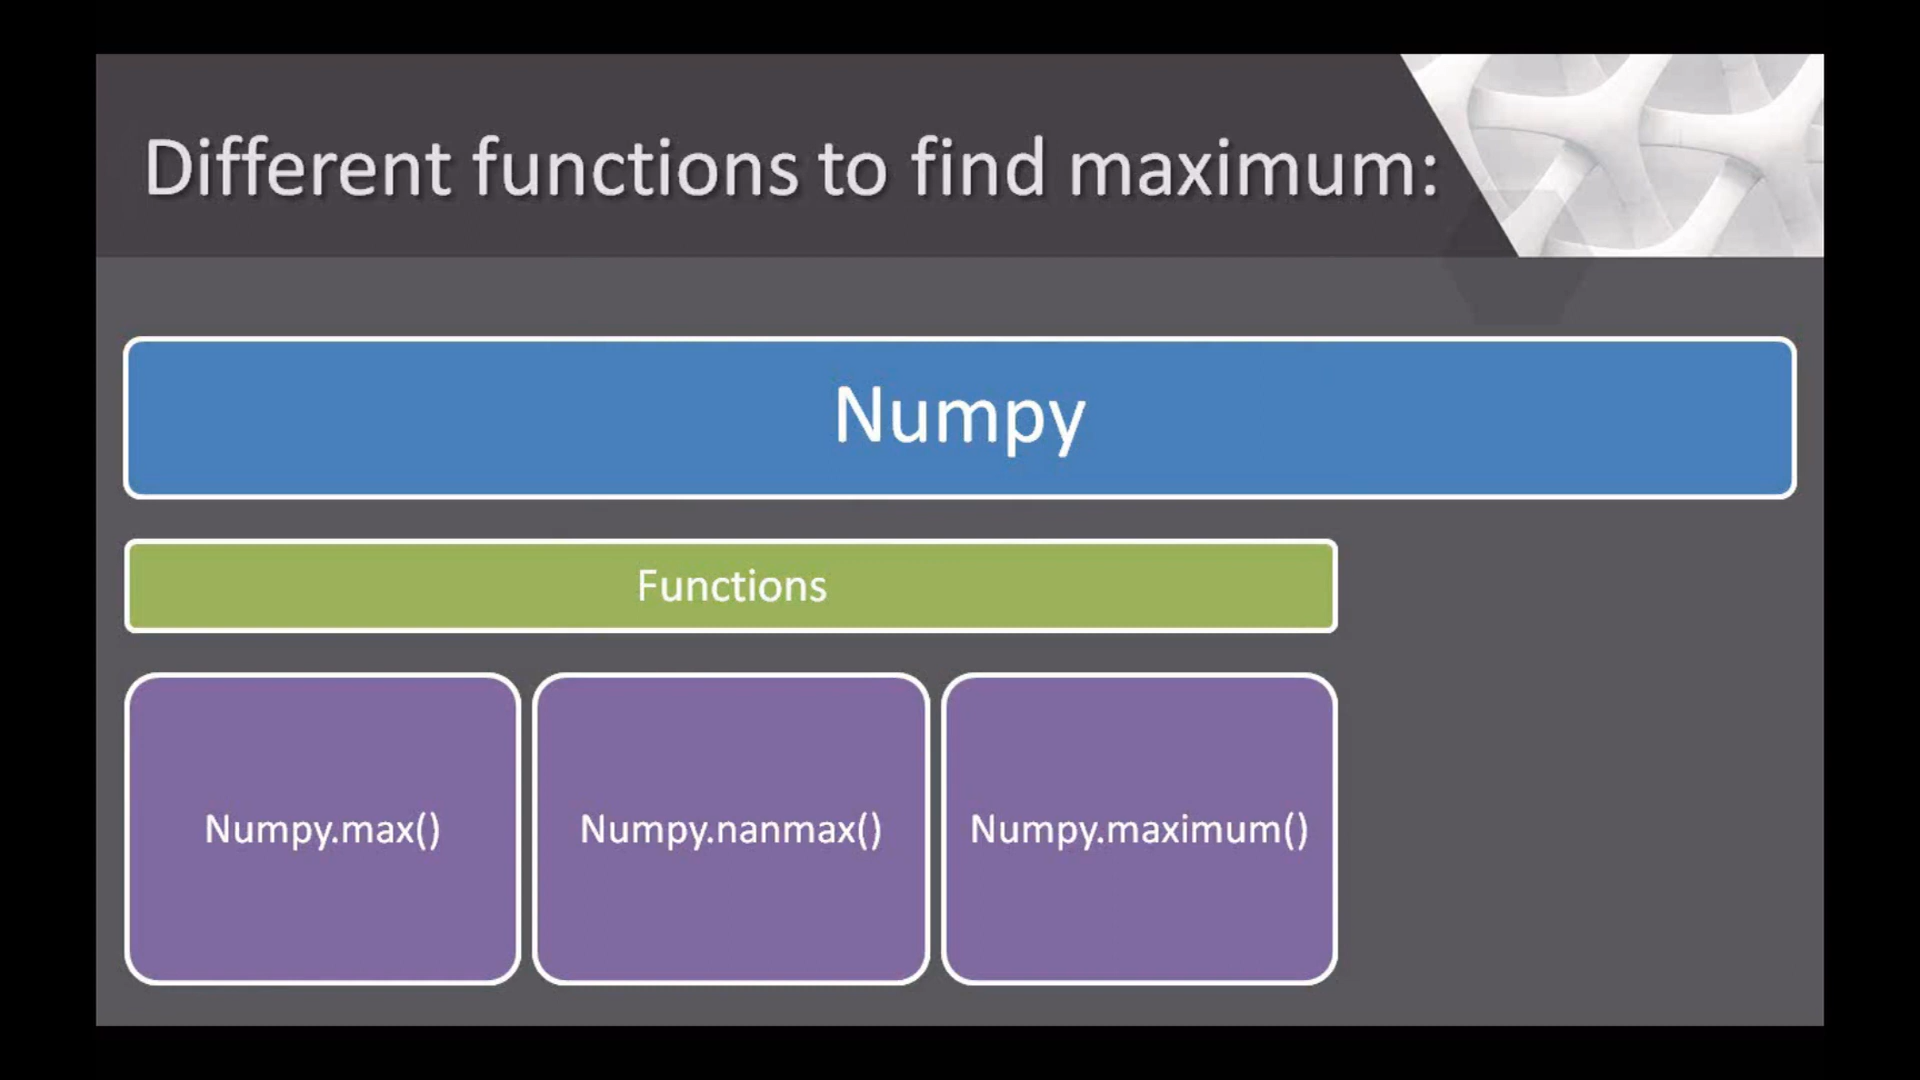 Different functions to find maximum:
Numpy
Functions
Numpy.max()
Numpy.nanmax()
Numpy.maximum()